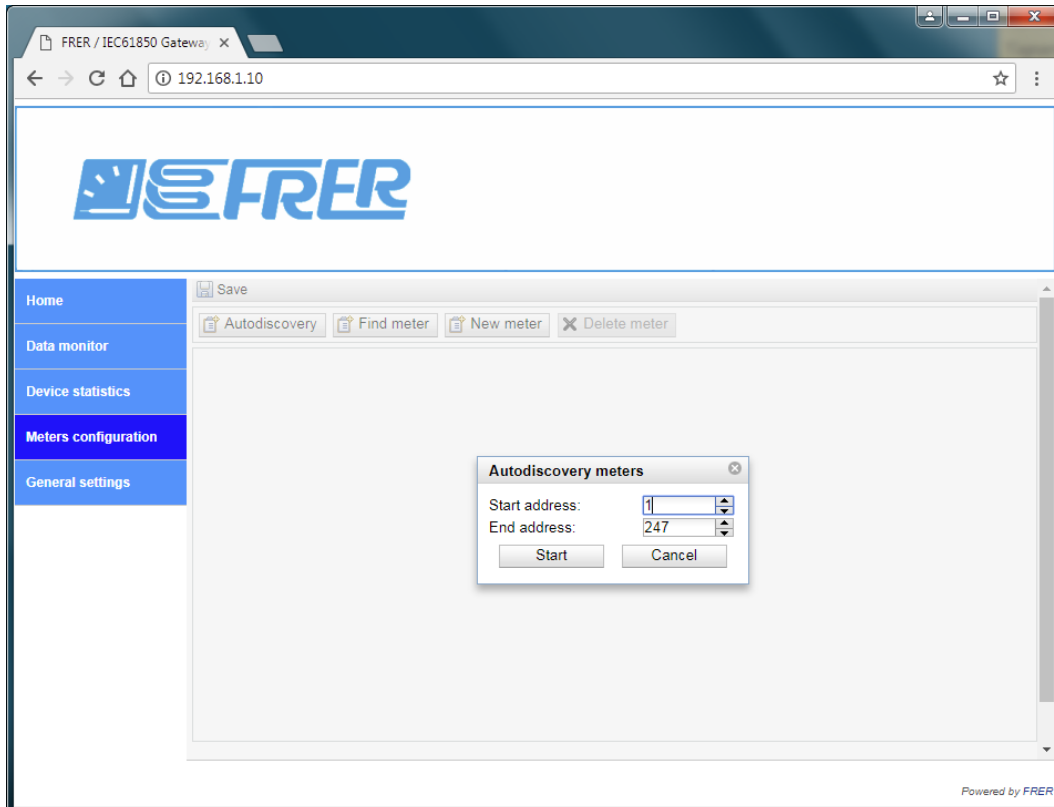 FRER / IEC61850 Gateway
192.168.1.10
FRER
Home
Data monitor
Device statistics
Meters configuration
General settings
Save
Autodiscovery Find meter New meter Delete meter
Autodiscovery meters
Start address: 1
End address: 247
Start Cancel
Powered by FRER